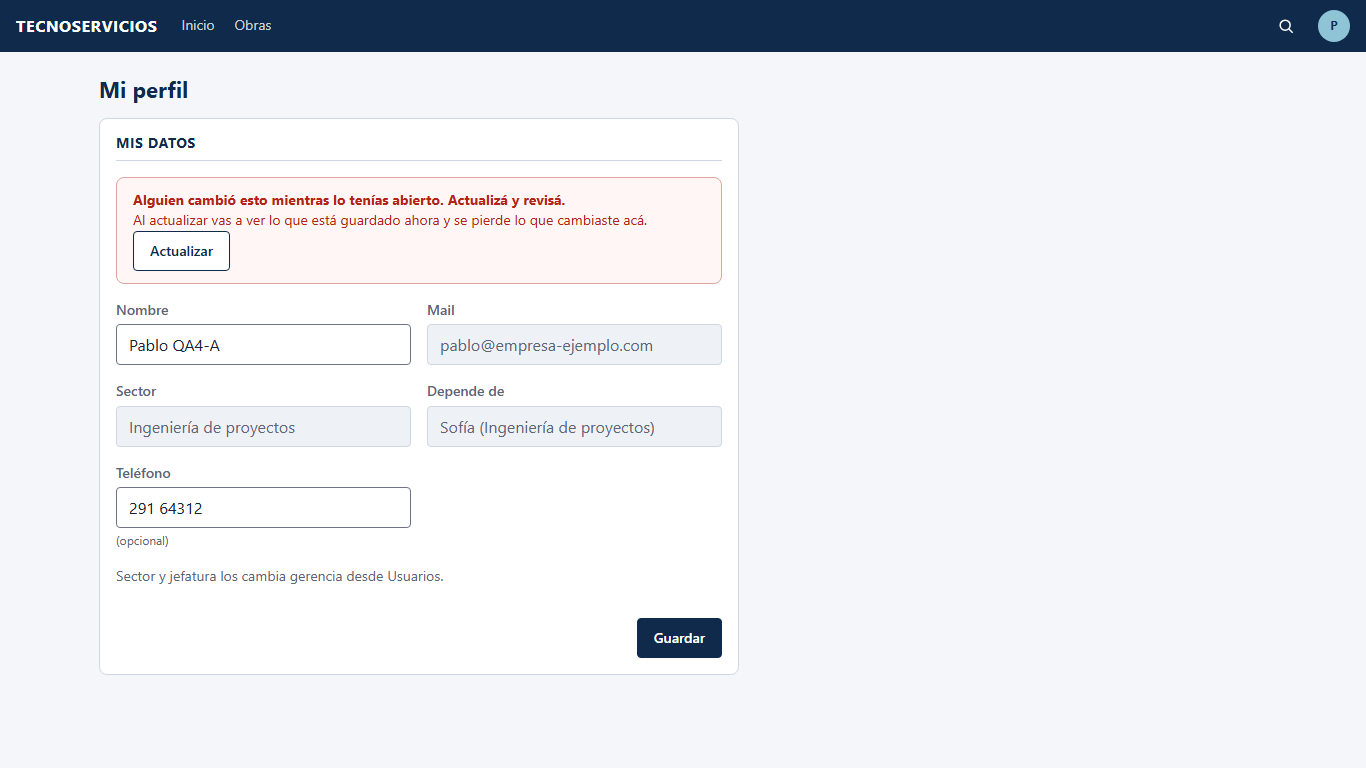 TECNOSERVICIOS Inicio Obras P
Mi perfil
MIS DATOS
Alguien cambió esto mientras lo tenías abierto. Actualizá y revisá.
Al actualizar vas a ver lo que está guardado ahora y se pierde lo que cambiaste acá.
Actualizar
Nombre Mail
Pablo QA4-A pablo@empresa-ejemplo.com
Sector Depende de
Ingeniería de proyectos Sofía (Ingeniería de proyectos)
Teléfono
291 64312
(opcional)
Sector y jefatura los cambia gerencia desde Usuarios.
Guardar